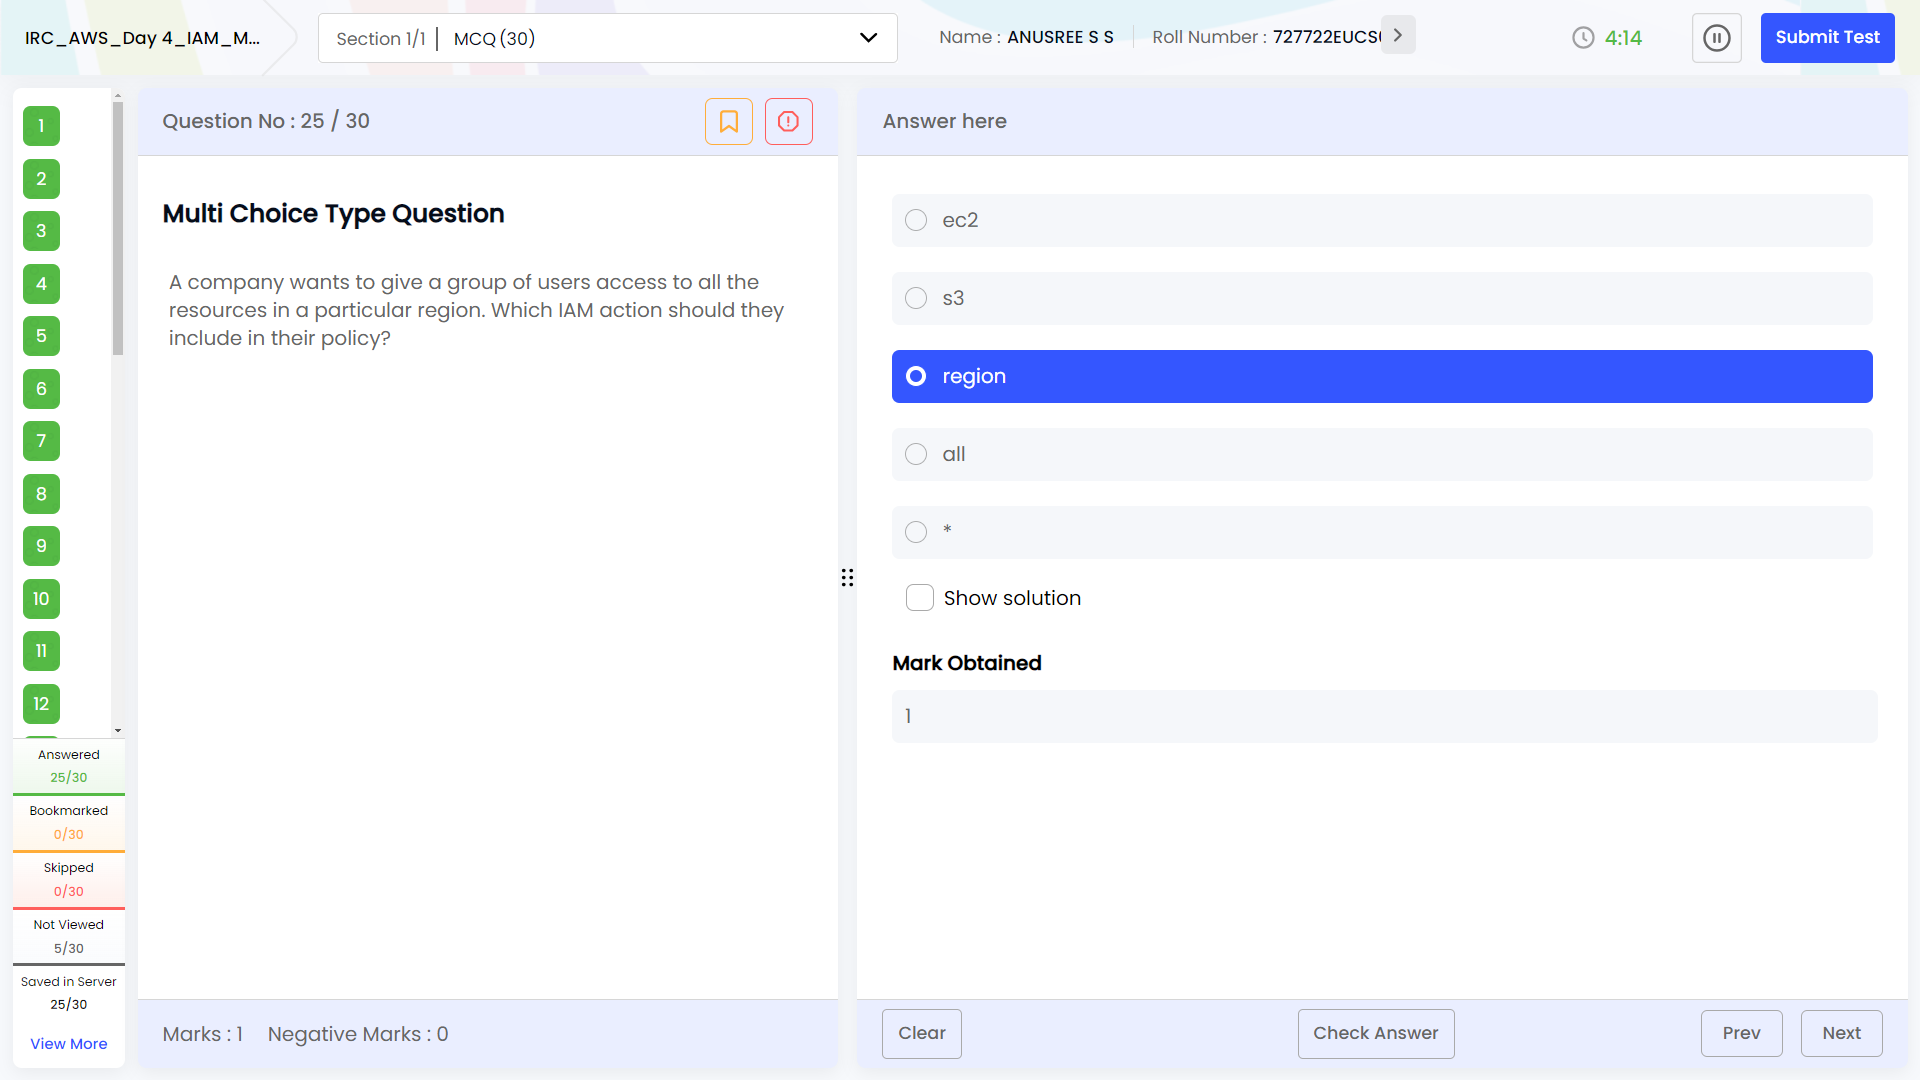 IRC_AWS_Day 4_IAM_M...
Section 1/1 | MCQ (30)
Name : ANUSREE S S
Roll Number : 727722EUCS
4:14
Submit Test
1
2
3
4
5
6
7
8
9
10
11
12
Answered
25/30
Bookmarked
0/30
Skipped
0/30
Not Viewed
5/30
Saved in Server
25/30
View More
Question No : 25 / 30
Multi Choice Type Question
A company wants to give a group of users access to all the
resources in a particular region. Which IAM action should they
include in their policy?
Marks : 1 Negative Marks : 0
Answer here
ec2
s3
region
all
*
Show solution
Mark Obtained
1
Clear
Check Answer
Prev
Next